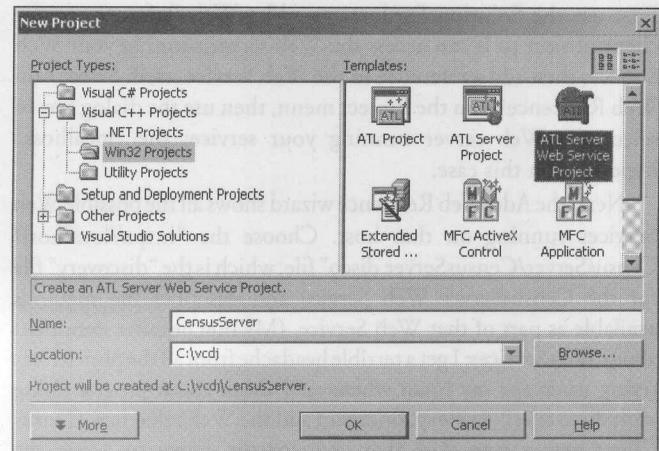 New Project
Project Types:
Visual C# Projects
Visual C++ Projects
.NET Projects
Win32 Projects
Utility Projects
Setup and Deployment Projects
Other Projects
Visual Studio Solutions
Templates:
ATL Project
ATL Server Project
ATL Server Web Service Project
Extended Stored ...
MFC ActiveX Control
MFC Application
Create an ATL Server Web Service Project.
Name:
CensusServer
Location:
C:\vcdj
Browse...
Project will be created at C:\vcdj\CensusServer.
More
OK
Cancel
Help